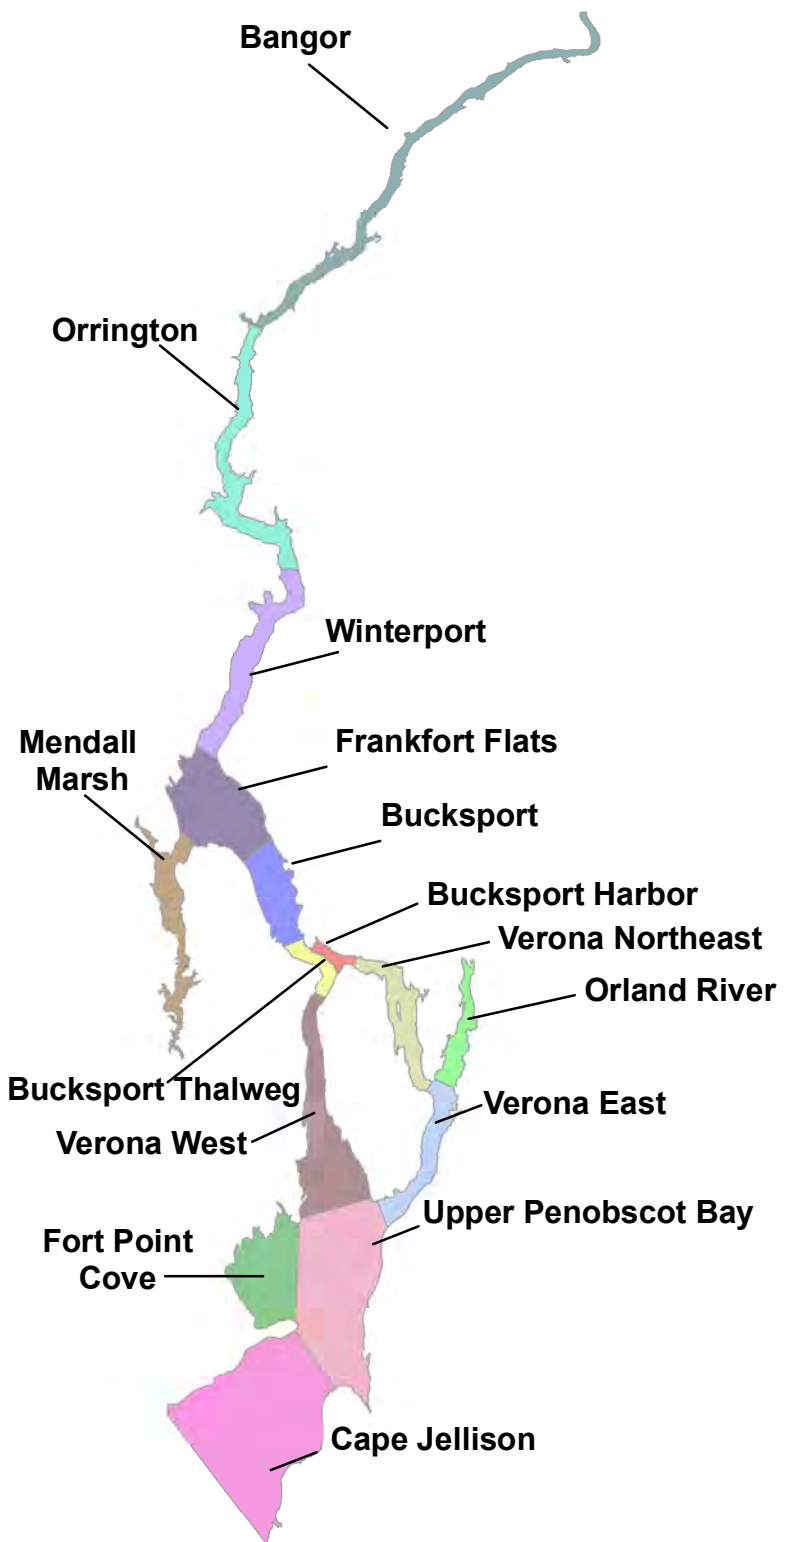 Bangor
Orrington
Winterport
Mendall
Marsh
Frankfort Flats
Bucksport
Bucksport Harbor
Verona Northeast
Orland River
Bucksport Thalweg
Verona East
Verona West
Upper Penobscot Bay
Fort Point
Cove
Cape Jellison